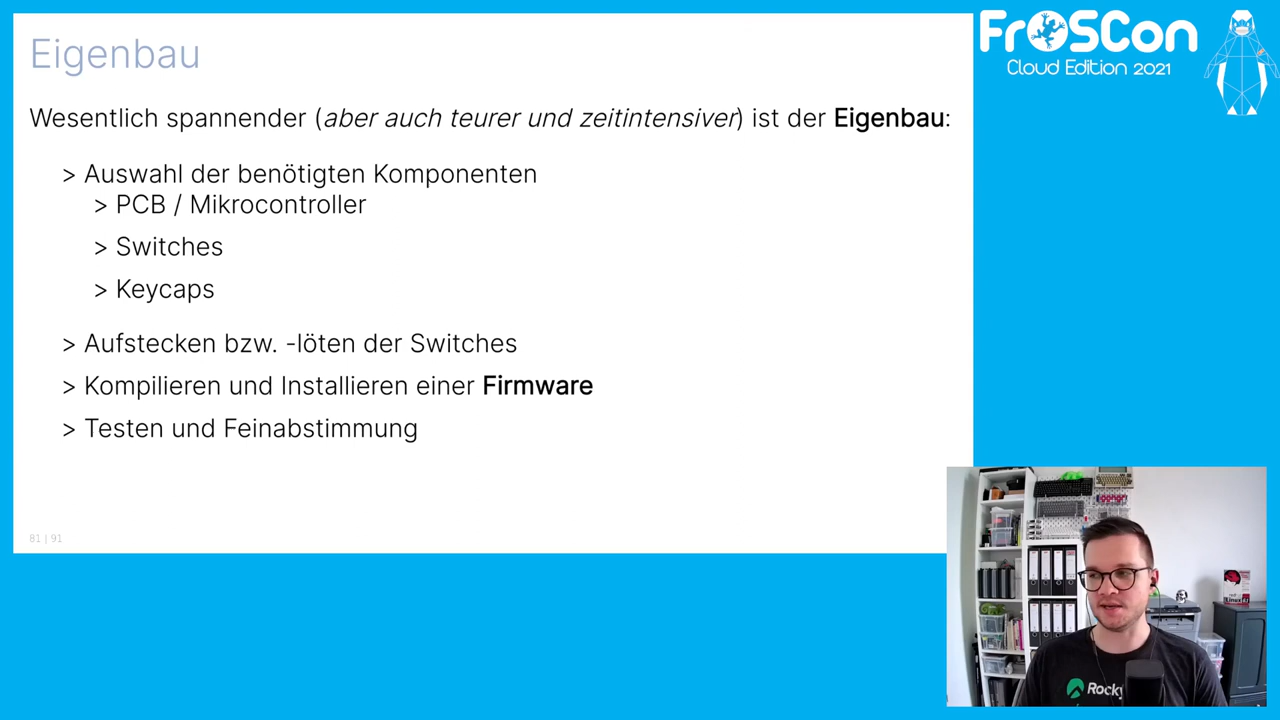 Eigenbau
Wesentlich spannender (aber auch teurer und zeitintensiver) ist der Eigenbau:
> Auswahl der benötigten Komponenten
> PCB / Mikrocontroller
> Switches
> Keycaps
> Aufstecken bzw. -löten der Switches
> Kompilieren und Installieren einer Firmware
> Testen und Feinabstimmung
81 | 91
FrOSCon
Cloud Edition 2021
Rocky